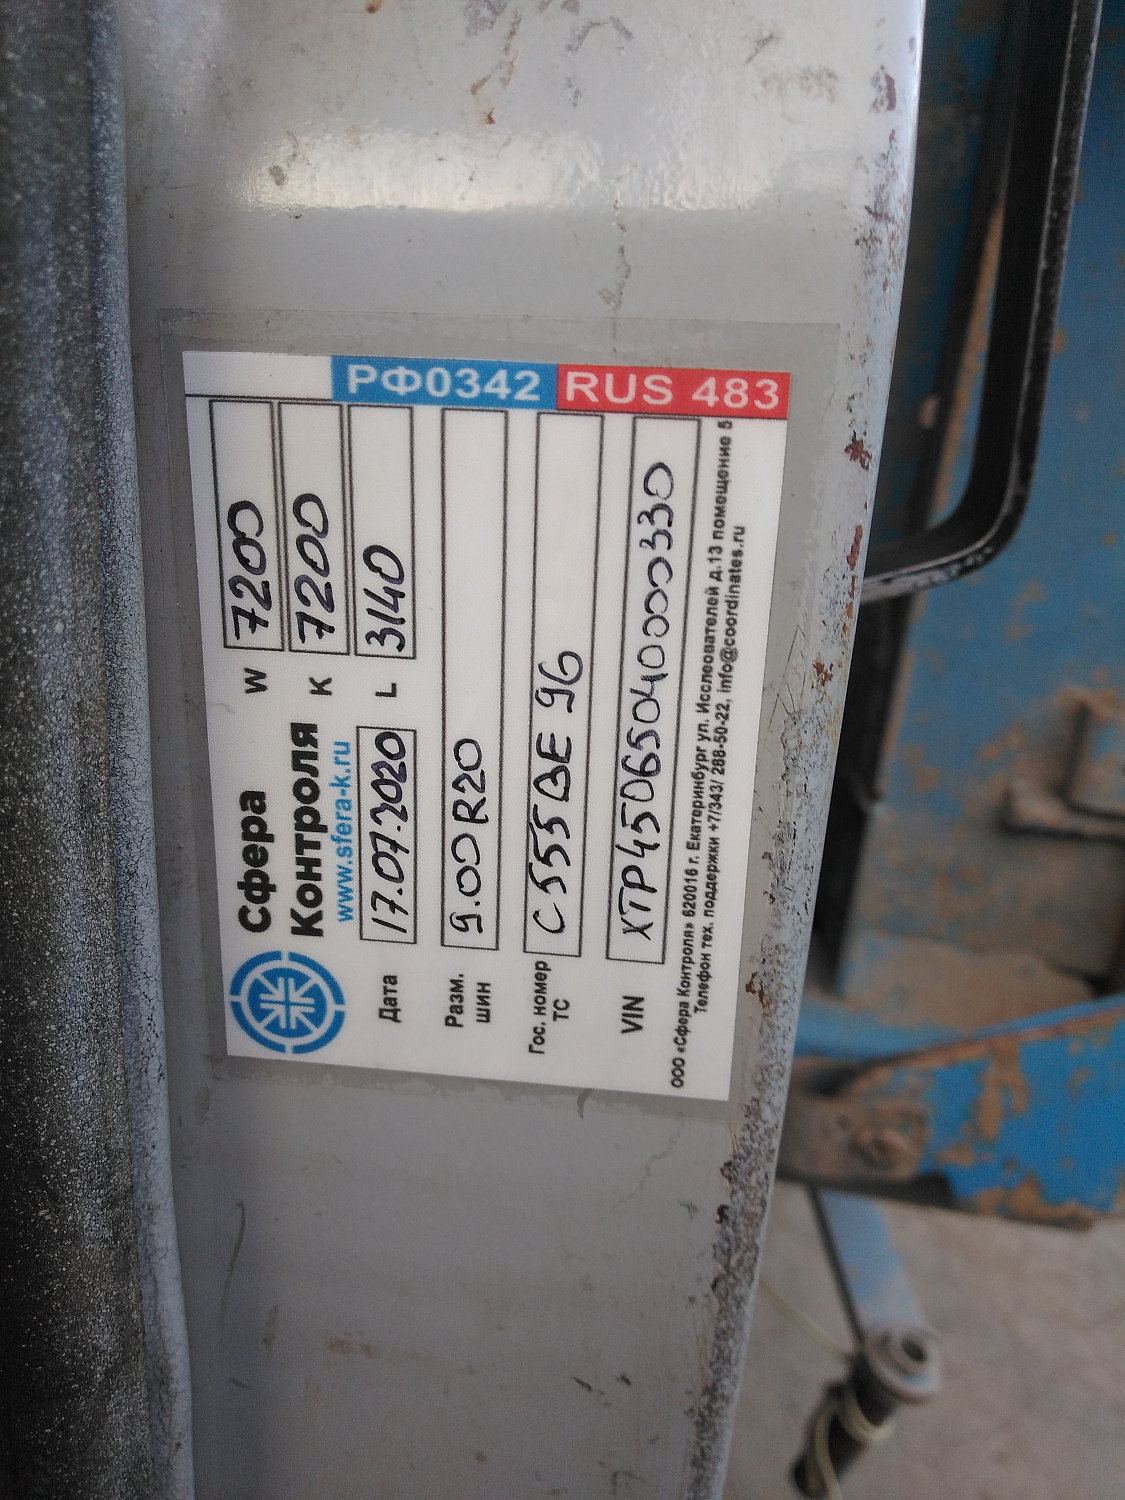 РФ0342 RUS 483
Сфера
Контроля
www.sfera-k.ru
W 7200
K 7200
Дата 17.07.2020 L 3140
Разм. шин 9.00R20
Гос. номер ТС С555ВЕ 96
VIN XTP45065040000330
ООО «Сфера Контроля» 620016 г. Екатеринбург ул. Исследователей д.13 помещение 5
Телефон тех. поддержки +7/343/ 288-50-22, info@coordinates.ru